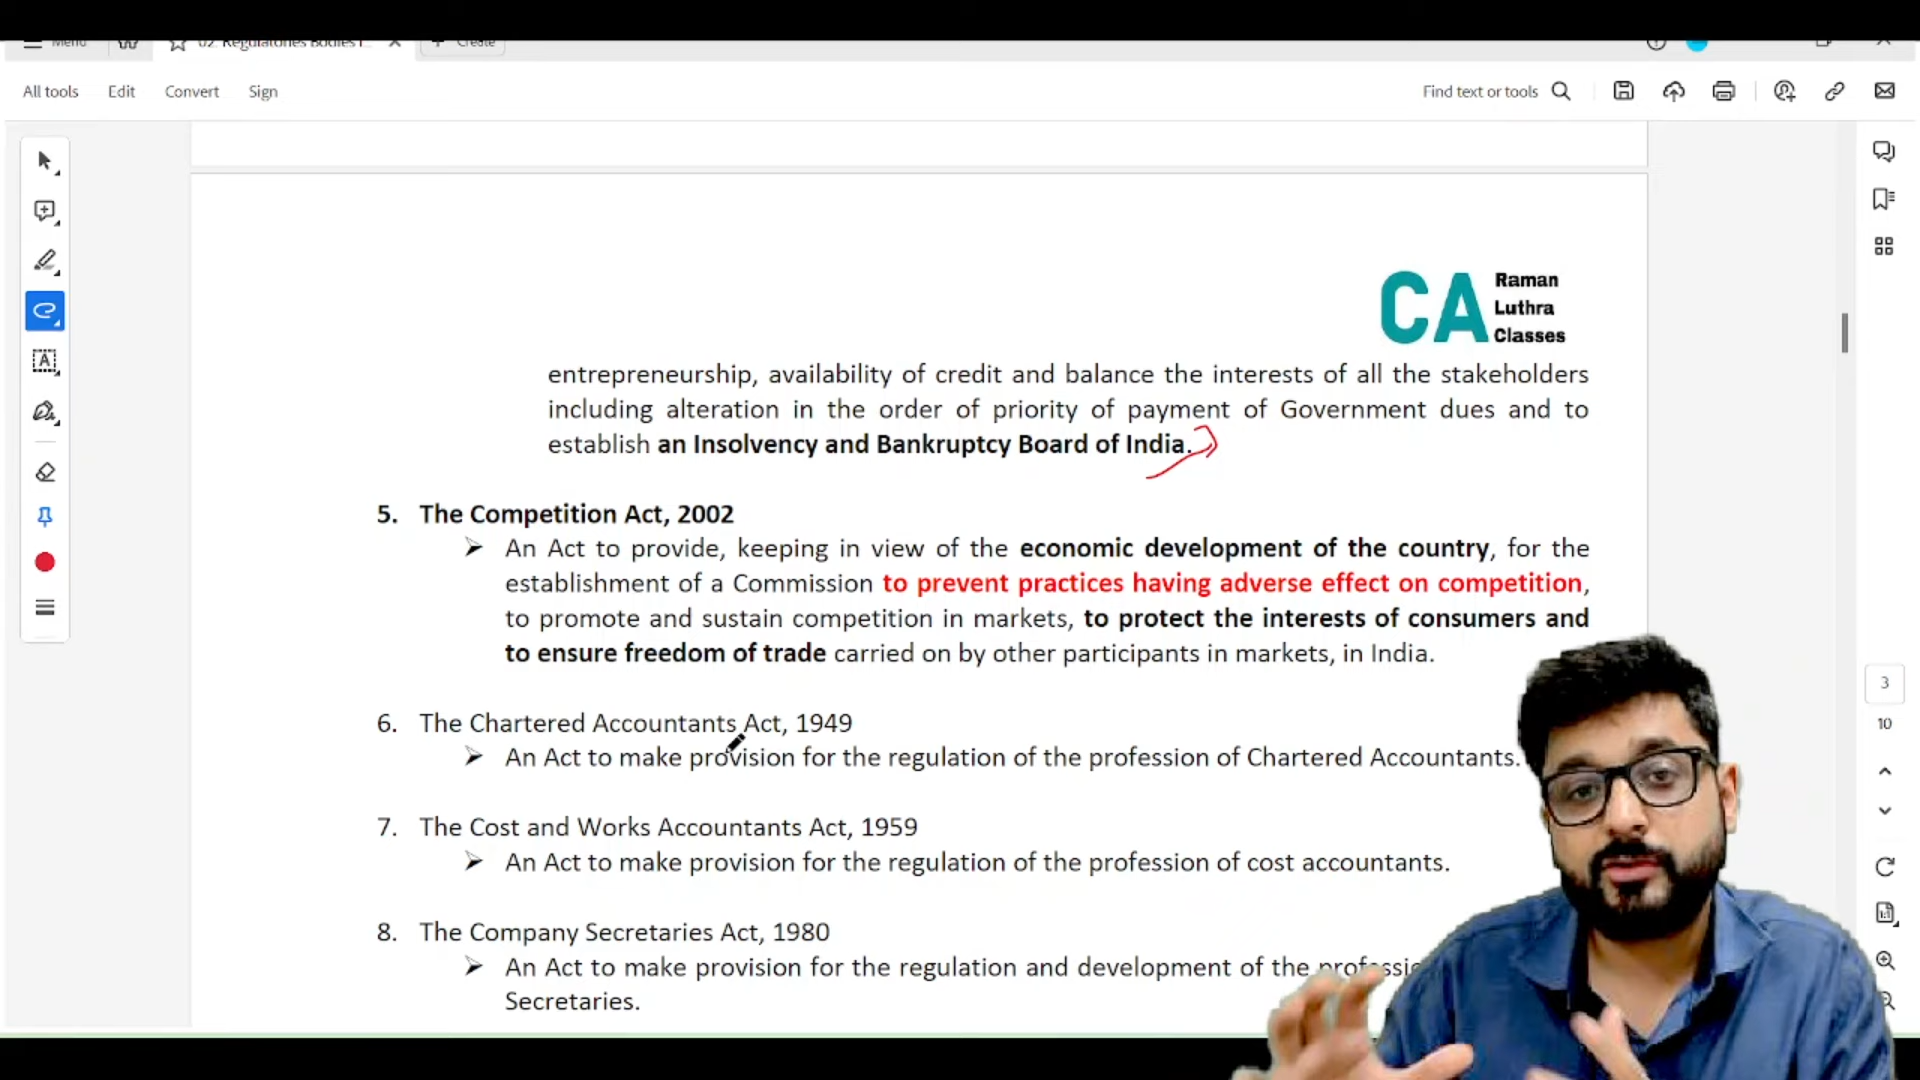 Menu
02. Regulatories Bodies i...
Create
All tools
Edit
Convert
Sign
Find text or tools
CA
Raman
Luthra
Classes
entrepreneurship, availability of credit and balance the interests of all the stakeholders
including alteration in the order of priority of payment of Government dues and to
establish an Insolvency and Bankruptcy Board of India.
5. The Competition Act, 2002
➤ An Act to provide, keeping in view of the economic development of the country, for the
establishment of a Commission to prevent practices having adverse effect on competition,
to promote and sustain competition in markets, to protect the interests of consumers and
to ensure freedom of trade carried on by other participants in markets, in India.
6. The Chartered Accountants Act, 1949
➤ An Act to make provision for the regulation of the profession of Chartered Accountants.
7. The Cost and Works Accountants Act, 1959
➤ An Act to make provision for the regulation of the profession of cost accountants.
8. The Company Secretaries Act, 1980
➤ An Act to make provision for the regulation and development of the
Secretaries.
3
10